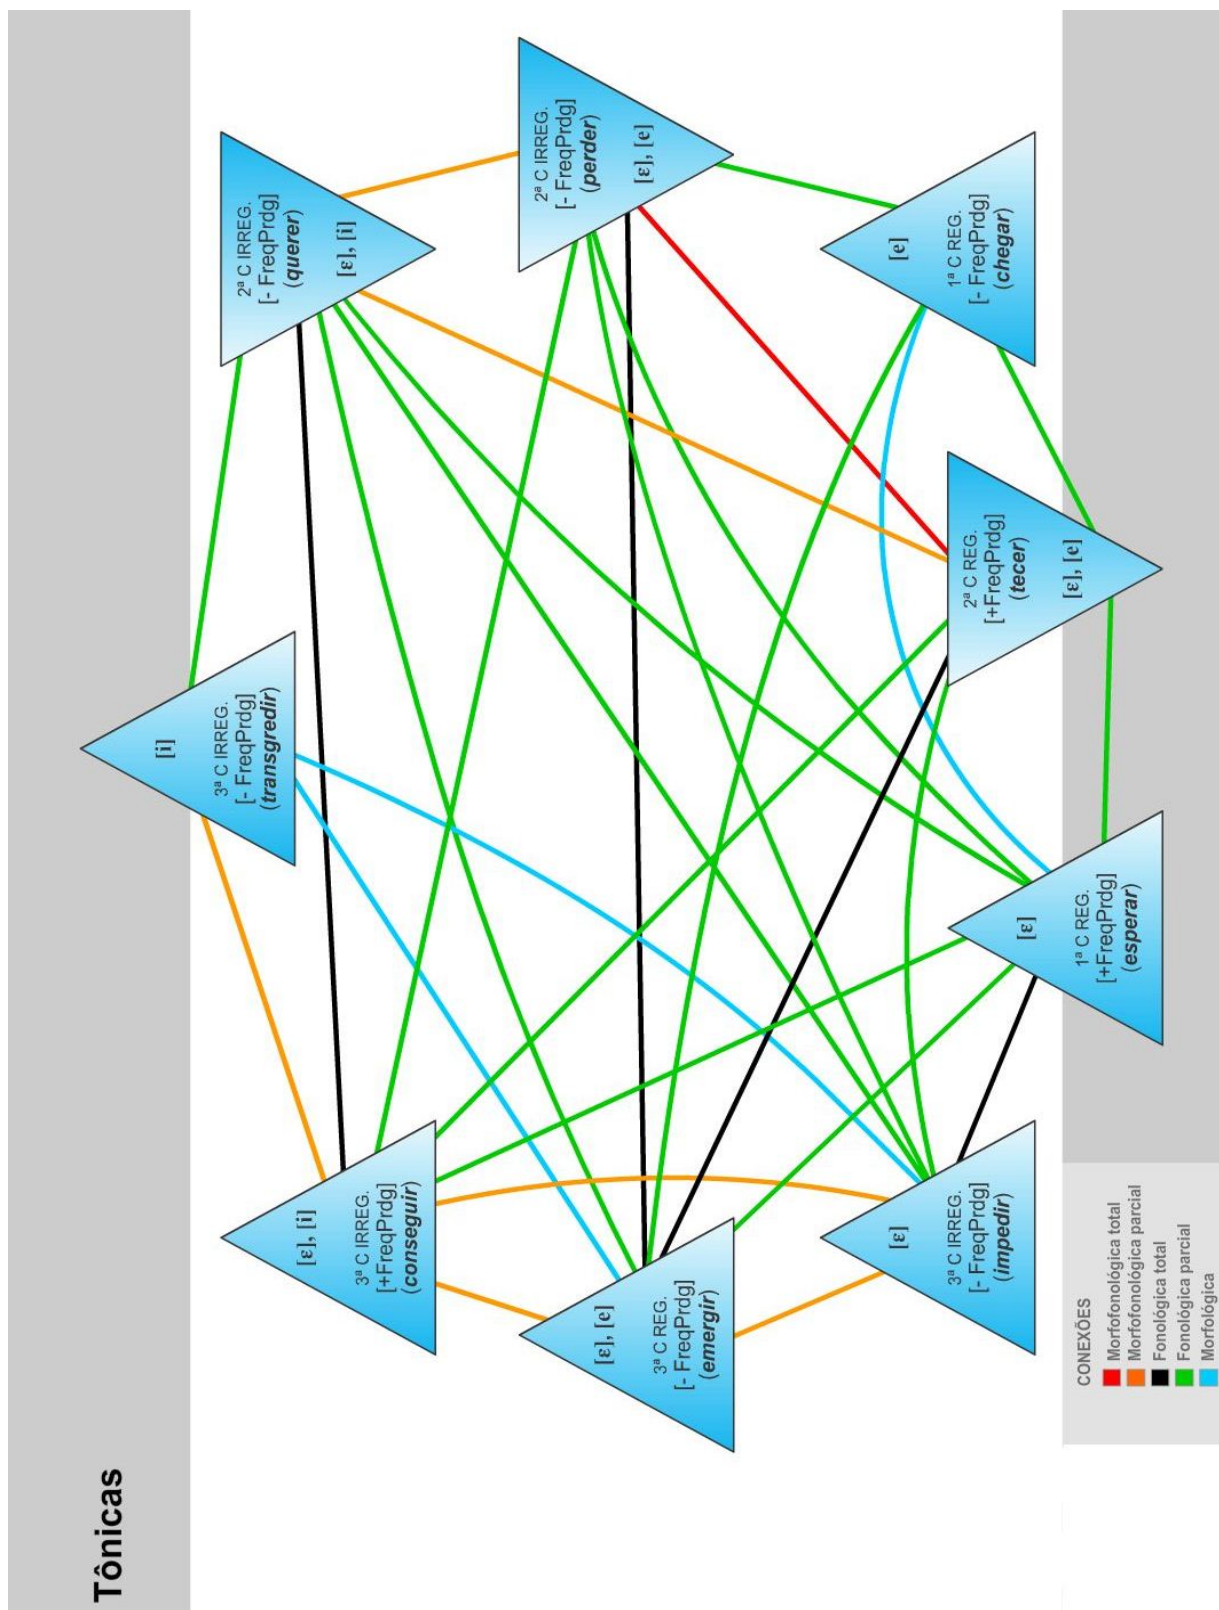 Tônicas
[i]
3ª C IRREG.
[- FreqPrdg]
(transgredir)
[ɛ], [i]
3ª C IRREG.
[+FreqPrdg]
(conseguir)
2ª C IRREG.
[- FreqPrdg]
(querer)
[ɛ], [i]
[ɛ], [e]
3ª C REG.
[- FreqPrdg]
(emergir)
2ª C IRREG.
[- FreqPrdg]
(perder)
[ɛ], [e]
[ɛ]
3ª C IRREG.
[- FreqPrdg]
(impedir)
[e]
1ª C REG.
[- FreqPrdg]
(chegar)
[ɛ]
1ª C REG.
[+FreqPrdg]
(esperar)
2ª C REG.
[+FreqPrdg]
(tecer)
[ɛ], [e]
CONEXÕES
Morfofonológica total
Morfofonológica parcial
Fonológica total
Fonológica parcial
Morfológica